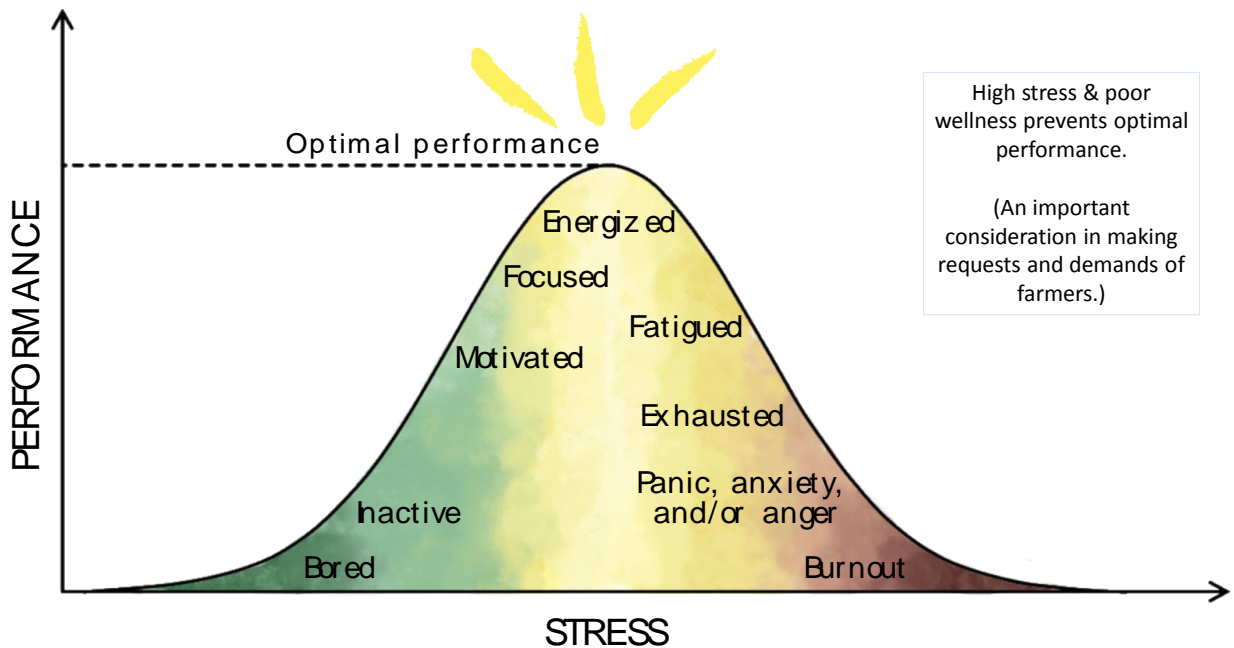 Optimal performance
Energized
Focused
Motivated
Inactive
Bored
Fatigued
Exhausted
Panic, anxiety,
and/or anger
Burnout
PERFORMANCE
STRESS
High stress & poor
wellness prevents optimal
performance.
(An important
consideration in making
requests and demands of
farmers.)